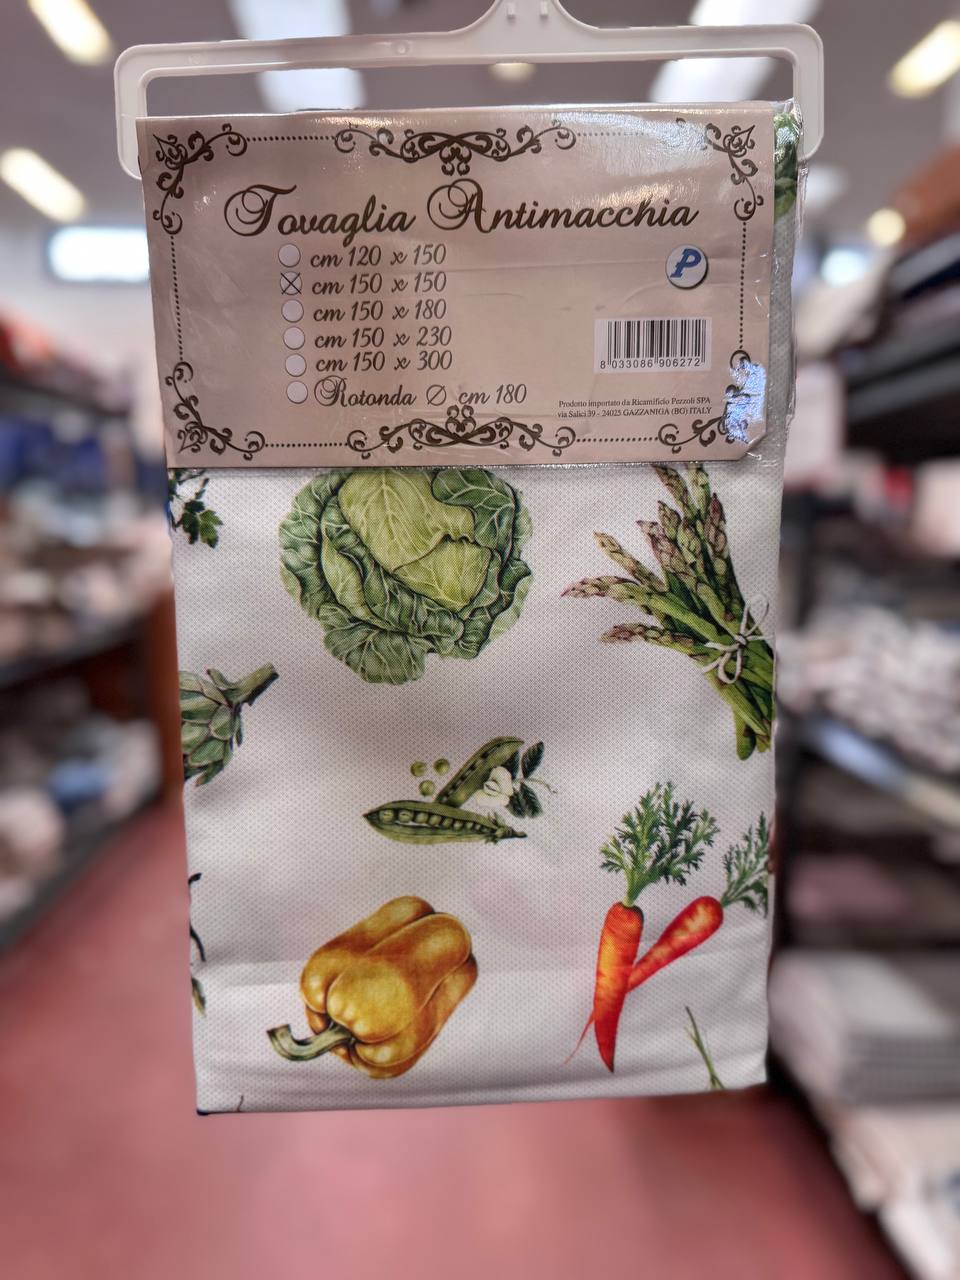 Tovaglia Antimacchia
cm 120 x 150
cm 150 x 150
cm 150 x 180
cm 150 x 230
cm 150 x 300
Rotonda Ø cm 180
P
8 033086 906272
Prodotto importato da Ricamificio Pezzoli SPA
via Salici 39 - 24025 GAZZANIGA (BG) ITALY